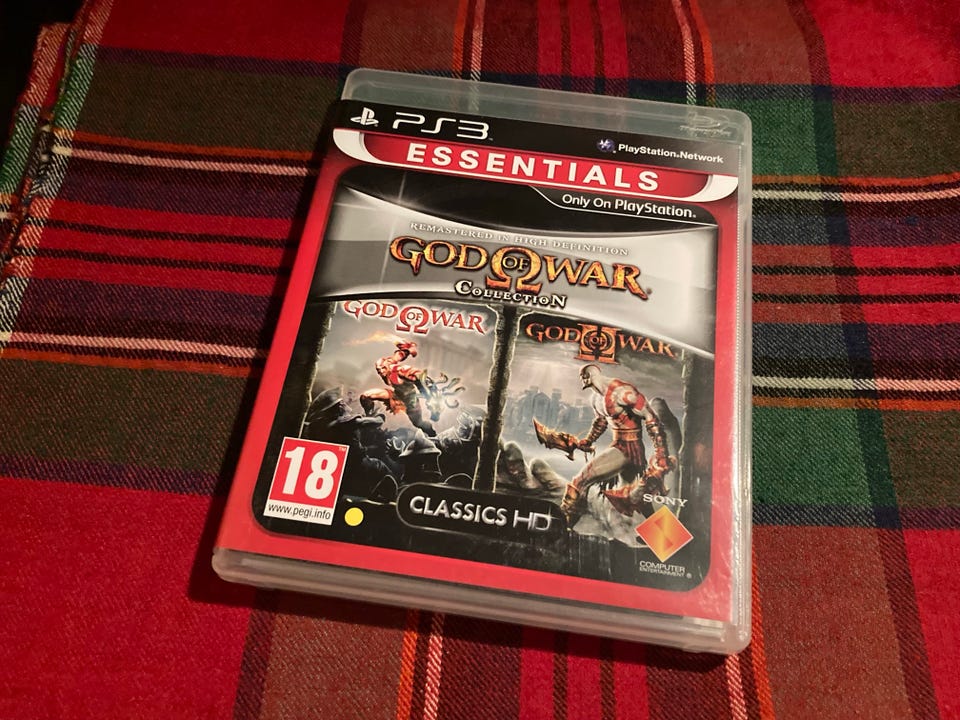 PS3
PlayStation®Network
ESSENTIALS
Only On PlayStation®
REMASTERED IN HIGH DEFINITION
GOD OF WAR®
COLLECTION
GOD OF WAR
GOD OF WAR
II
18
www.pegi.info
CLASSICS HD
SONY
COMPUTER
ENTERTAINMENT®